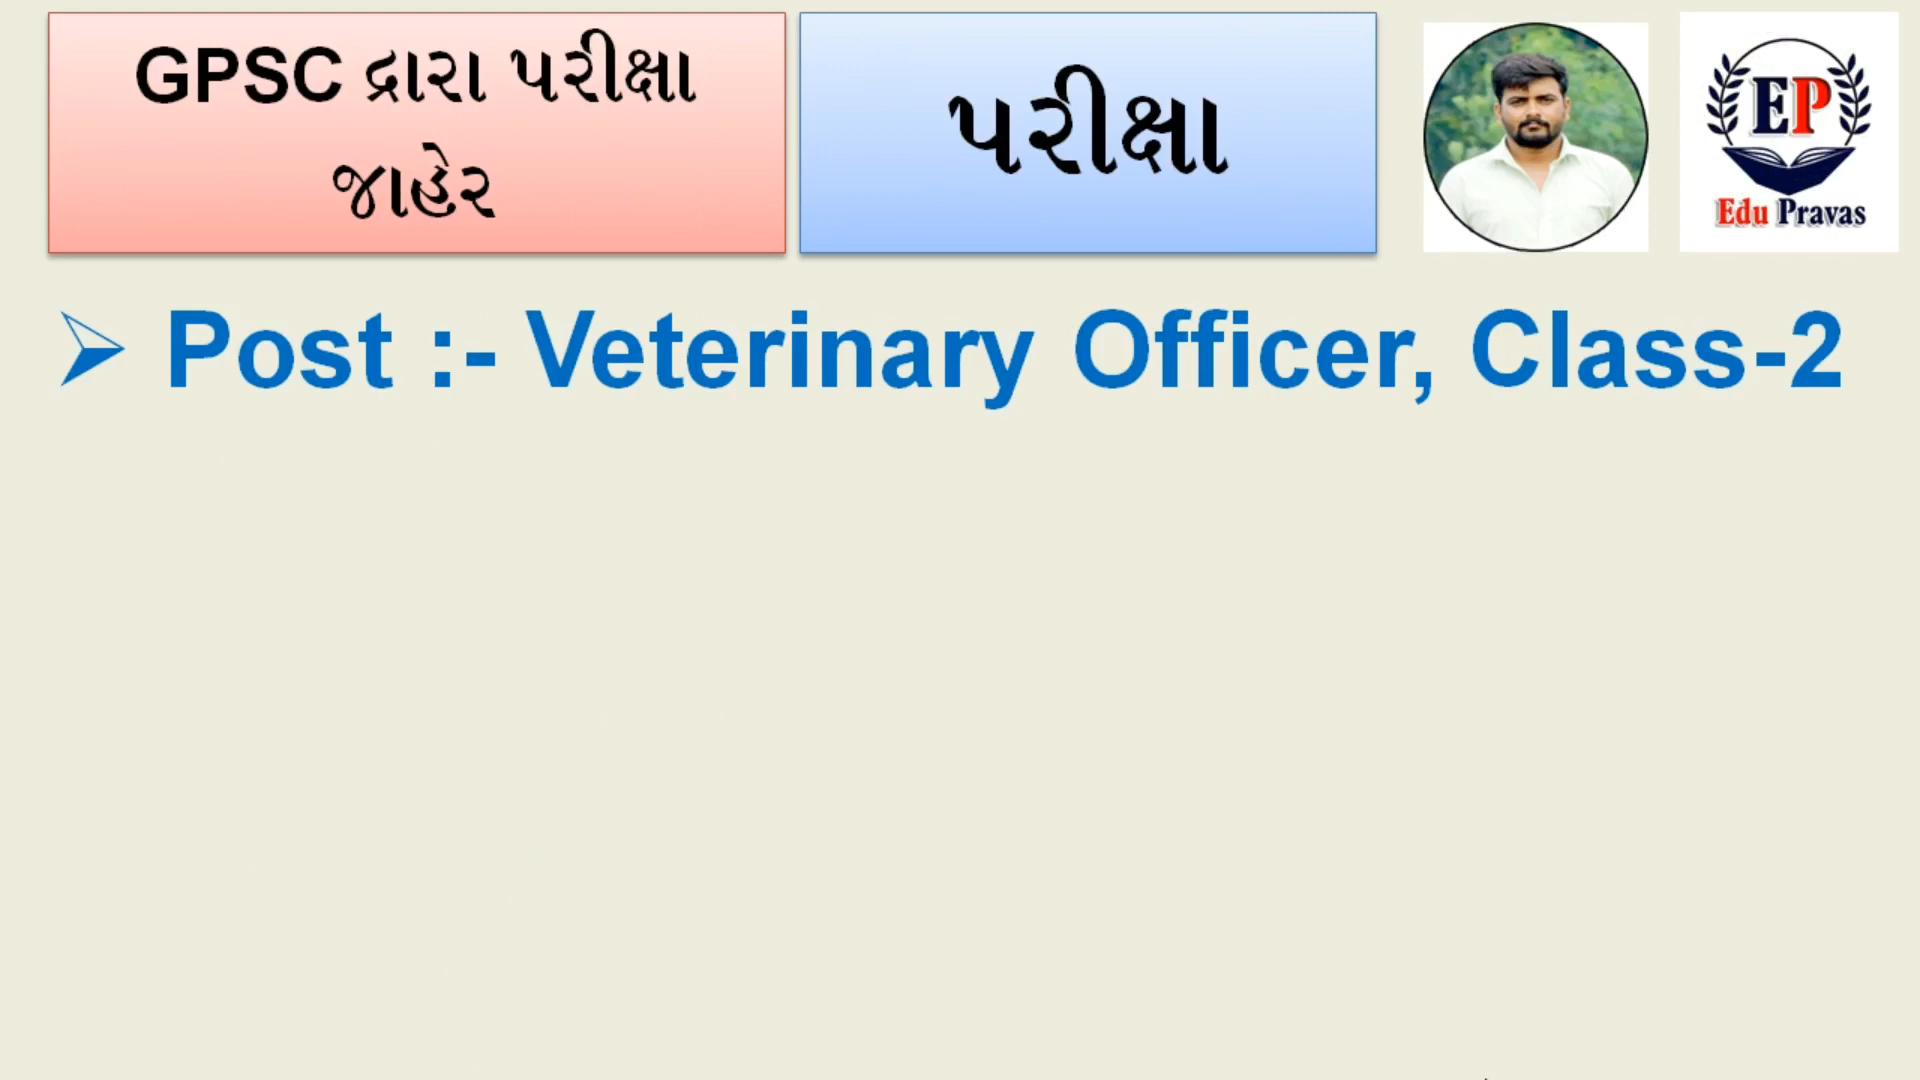 GPSC દ્વારા પરીક્ષા
જાહેર
પરીક્ષા
EP
Edu Pravas
➢ Post :- Veterinary Officer, Class-2